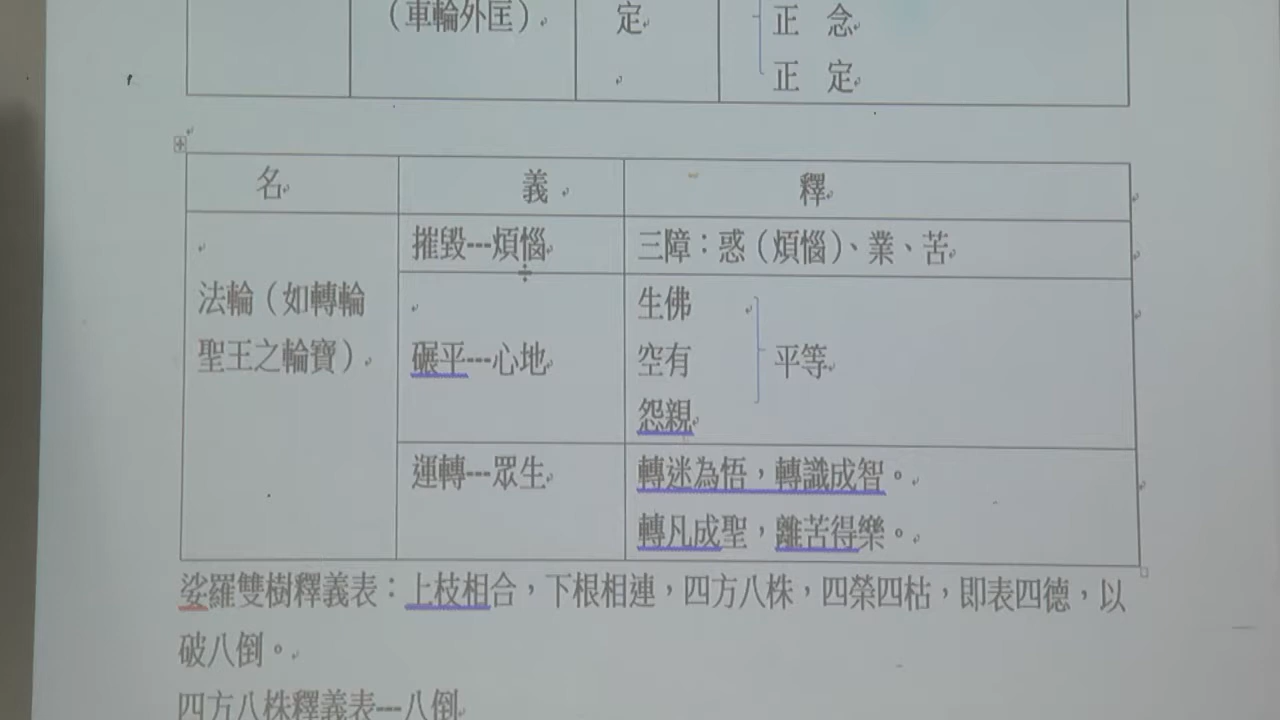 （車輪外匡）
定
正 念
正 定
名
義
釋
法輪（如轉輪
聖王之輪寶）
摧毀---煩惱
三障：惑（煩惱）、業、苦
碾平---心地
生佛
空有
怨親
平等
運轉---眾生
轉迷為悟，轉識成智。
轉凡成聖，離苦得樂。
娑羅雙樹釋義表：上枝相合，下根相連，四方八株，四榮四枯，即表四德，以
破八倒。
四方八株釋義表---八倒